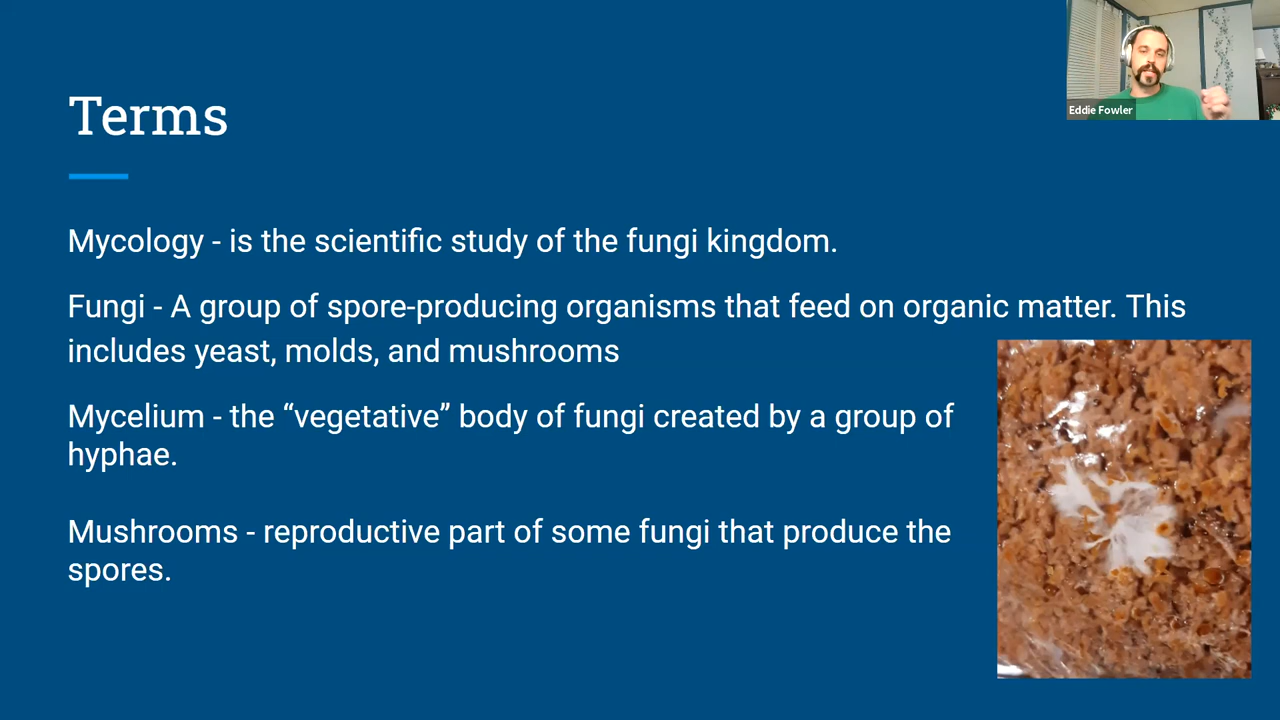 Terms
Eddie Fowler
Mycology - is the scientific study of the fungi kingdom.
Fungi - A group of spore-producing organisms that feed on organic matter. This
includes yeast, molds, and mushrooms
Mycelium - the “vegetative” body of fungi created by a group of
hyphae.
Mushrooms - reproductive part of some fungi that produce the
spores.